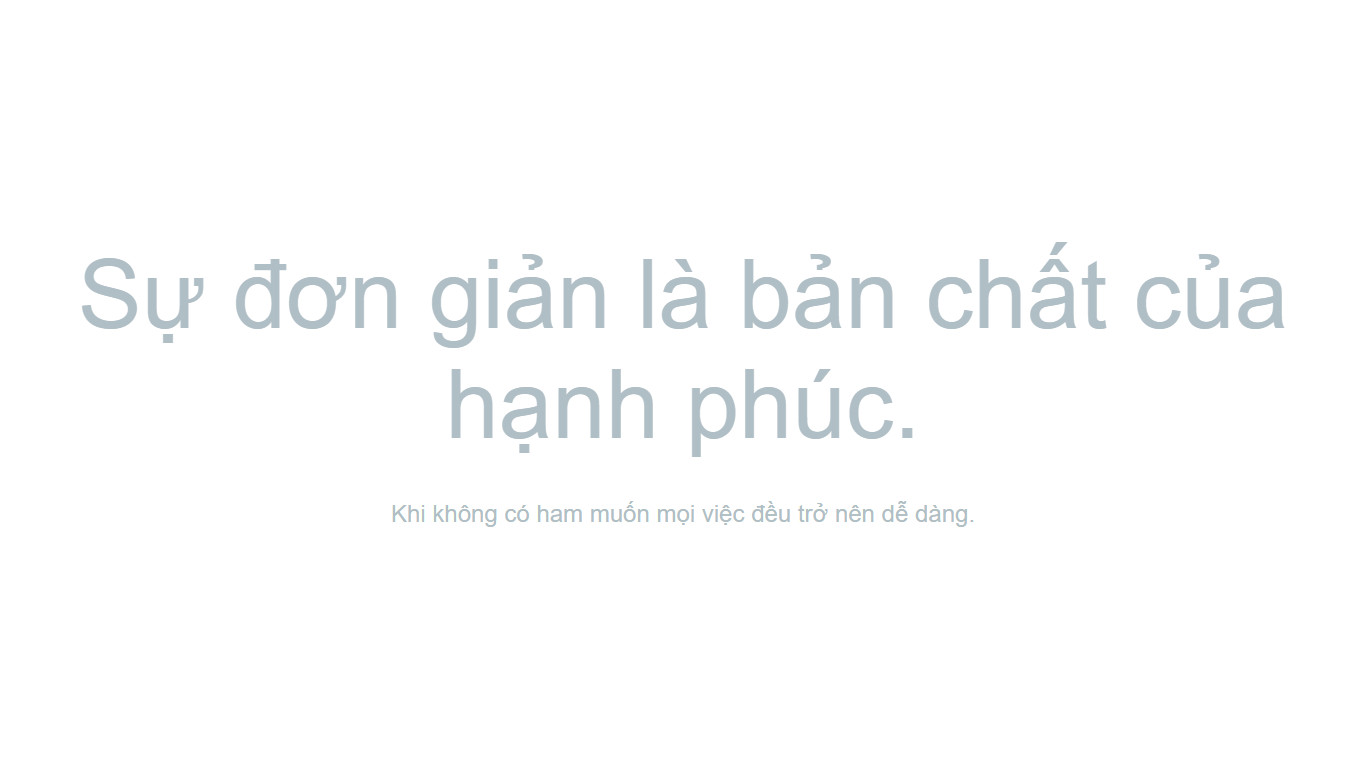 Sự đơn giản là bản chất của
hạnh phúc.
Khi không có ham muốn mọi việc đều trở nên dễ dàng.